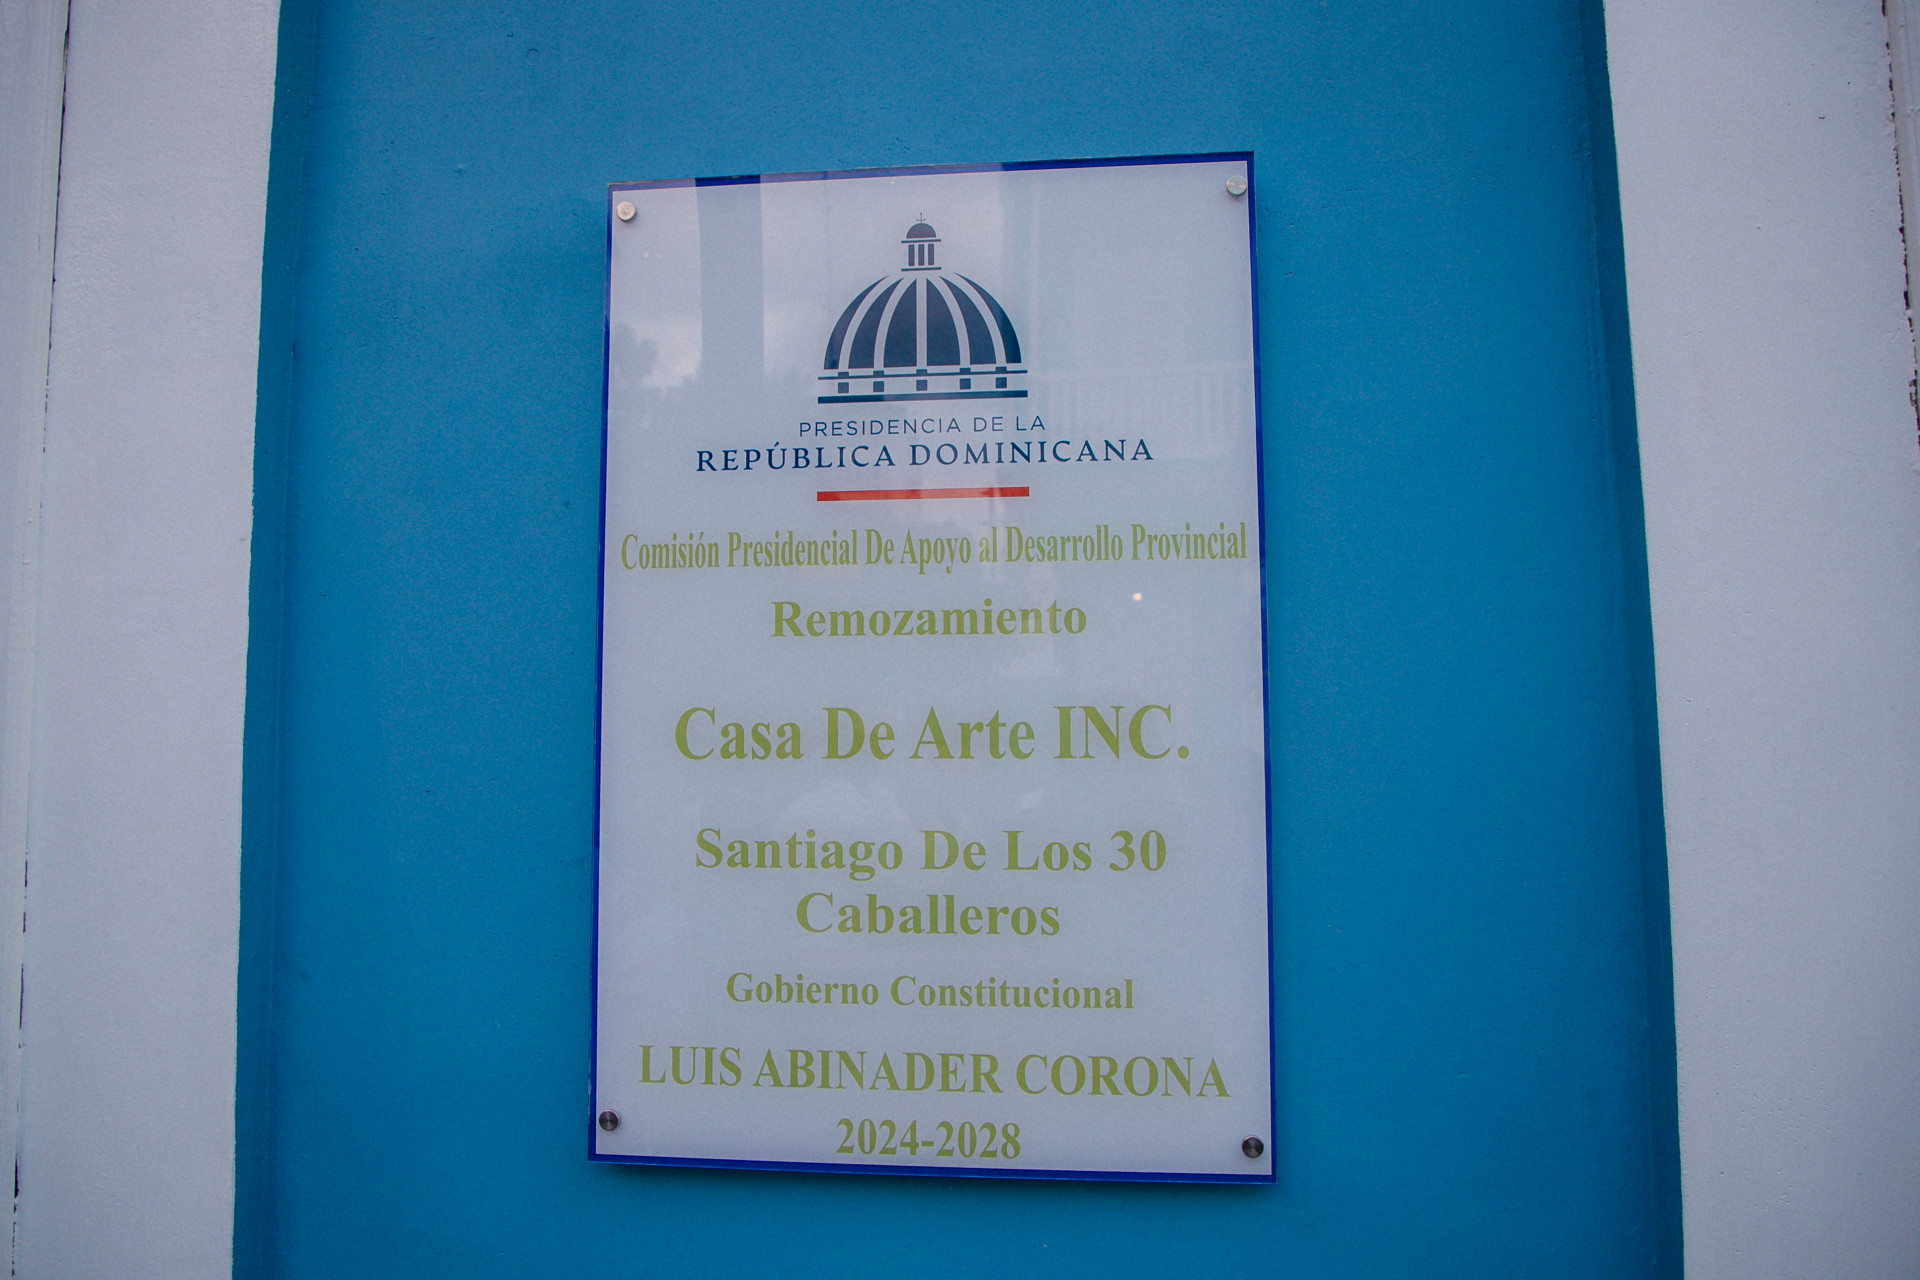 PRESIDENCIA DE LA
REPÚBLICA DOMINICANA
Comisión Presidencial De Apoyo al Desarrollo Provincial
Remozamiento
Casa De Arte INC.
Santiago De Los 30
Caballeros
Gobierno Constitucional
LUIS ABINADER CORONA
2024-2028